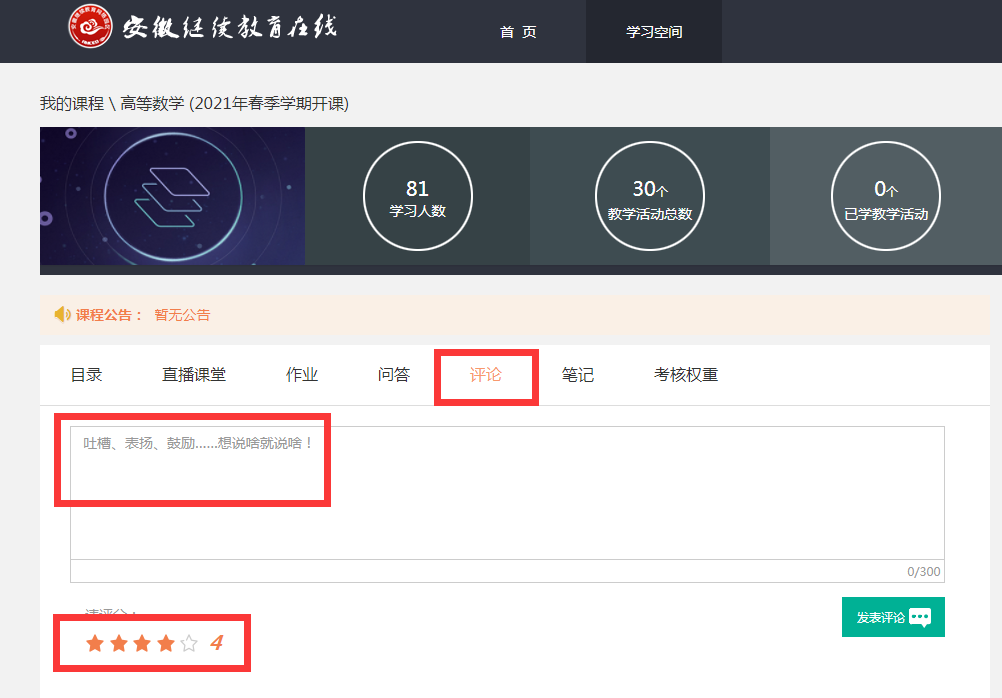 安徽继续教育在线
首 页
学习空间
我的课程 \ 高等数学 (2021年春季学期开课)
81
学习人数
30个
教学活动总数
0个
已学教学活动
课程公告： 暂无公告
目录 直播课堂 作业 问答 评论 笔记 考核权重
吐槽、表扬、鼓励......想说啥就说啥！
0/300
请评分：
4
发表评论